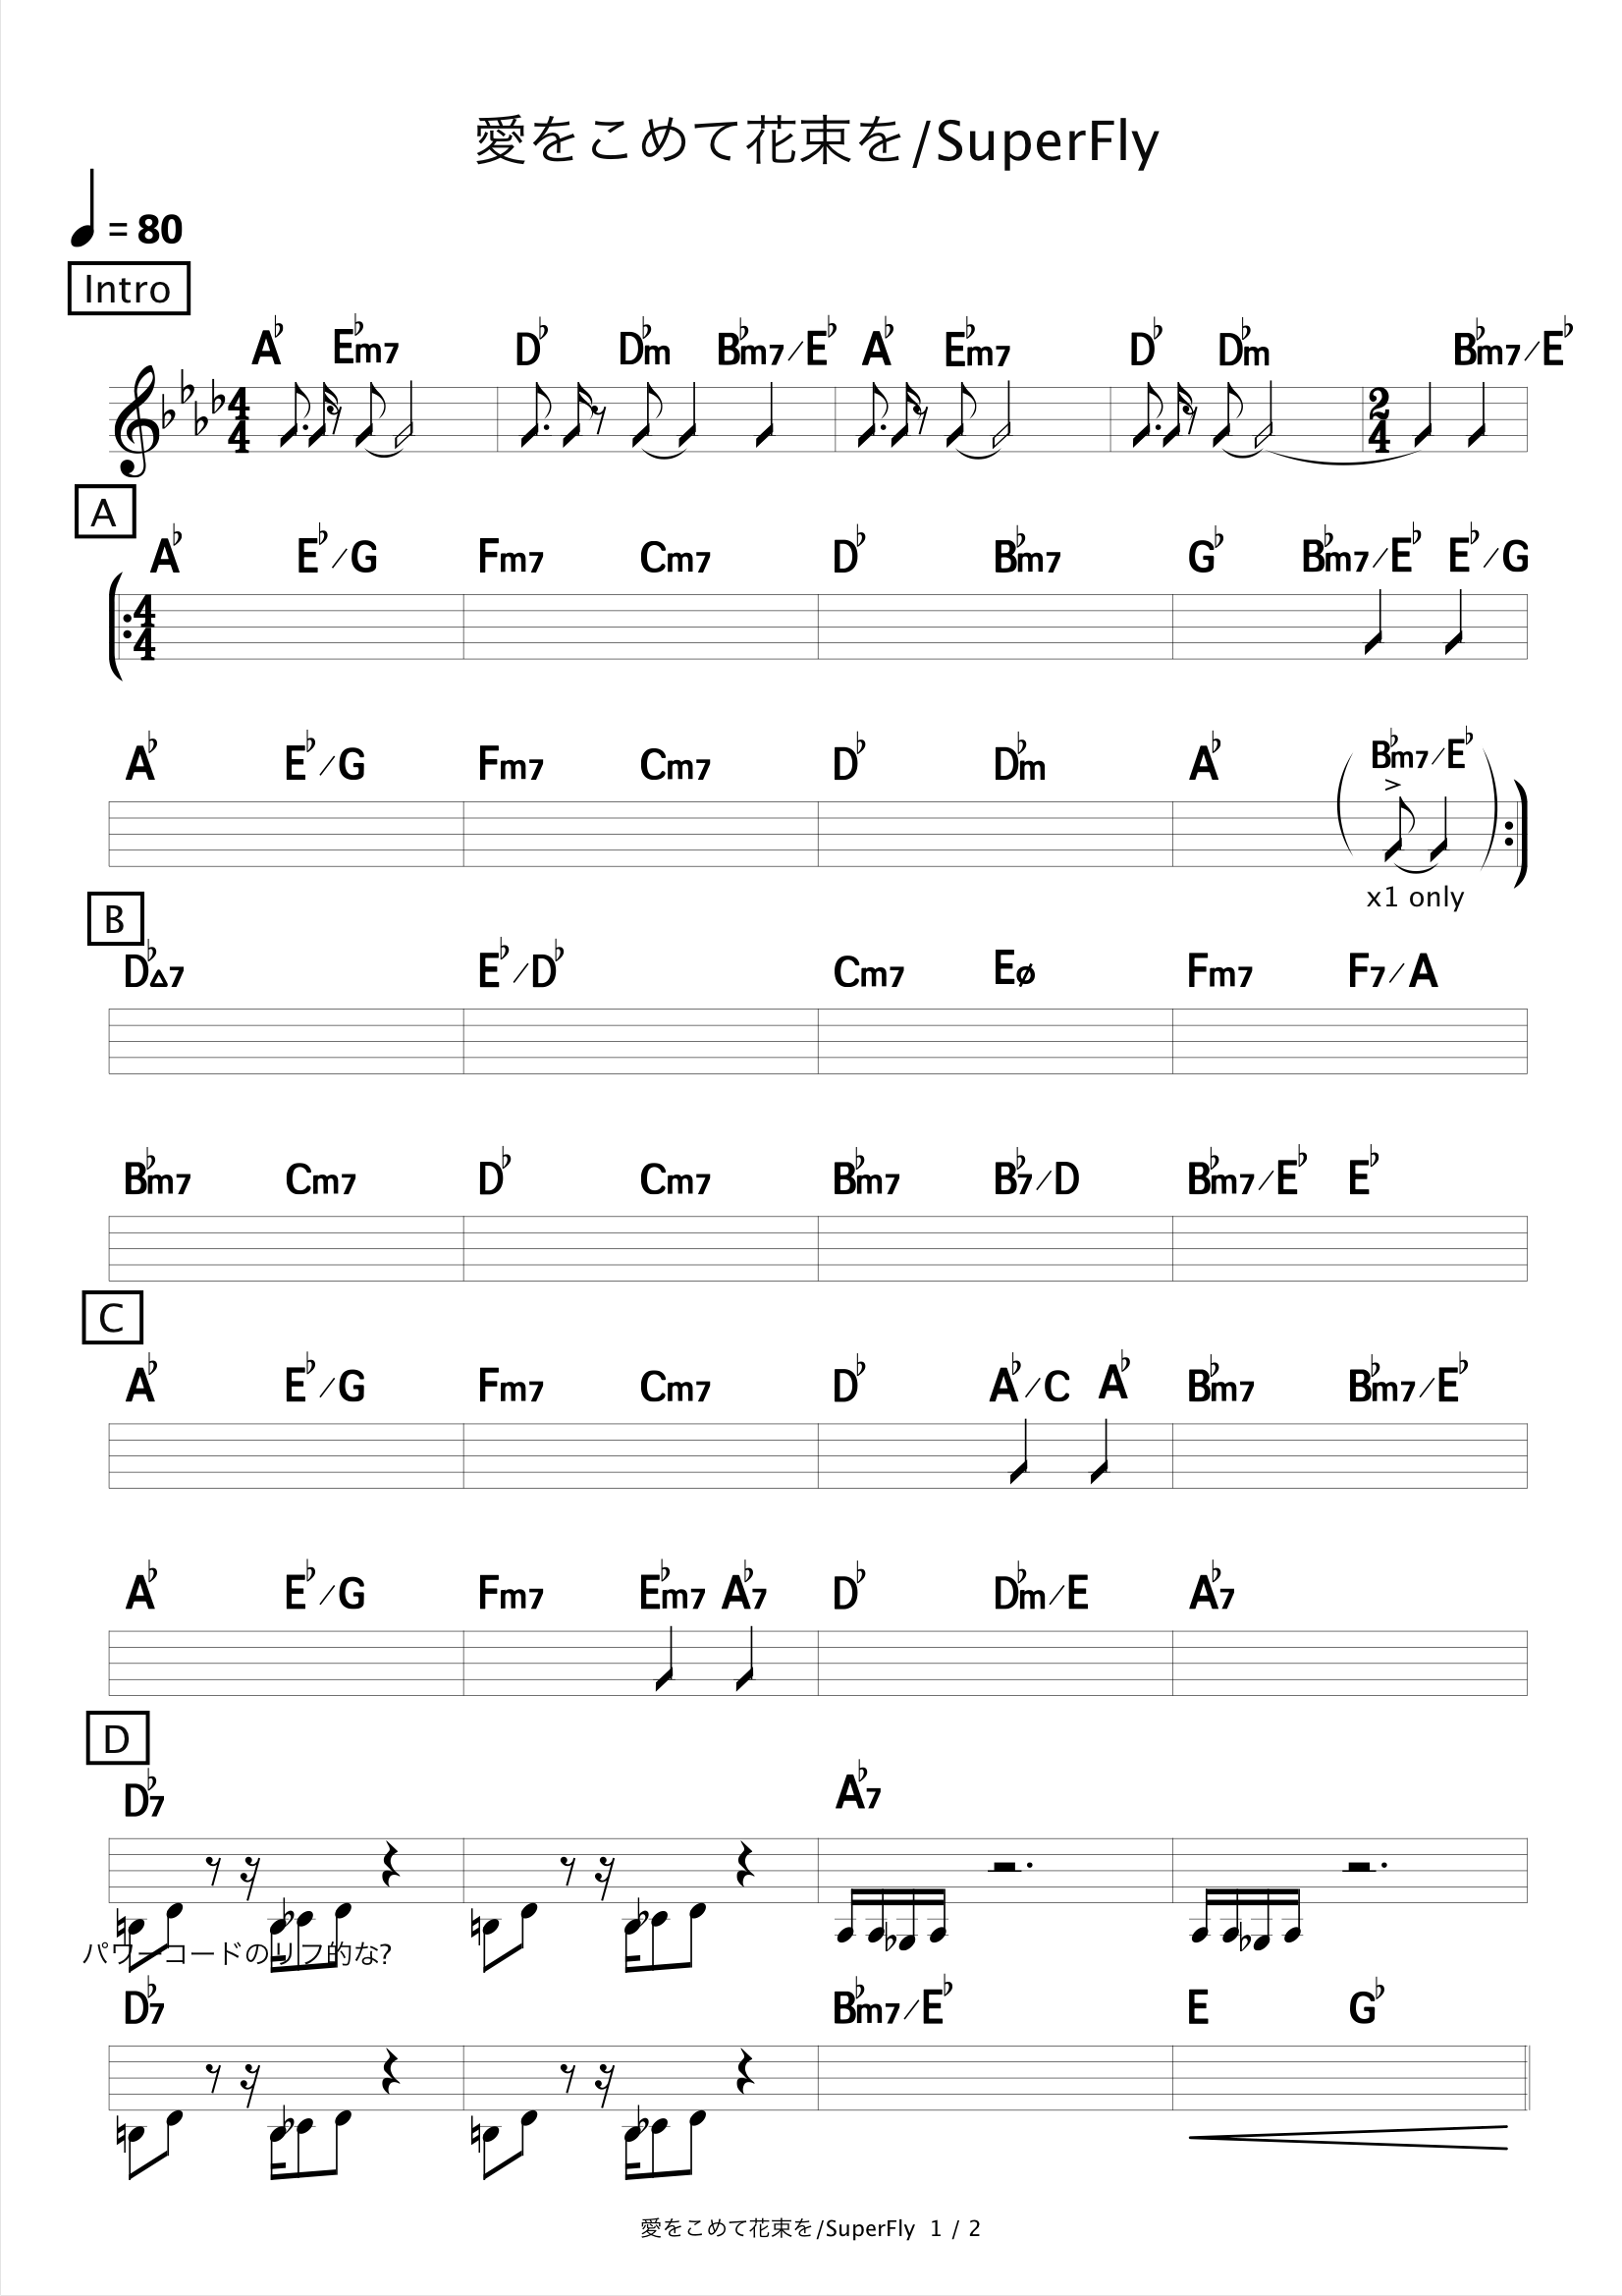 愛をこめて花束を/SuperFly
= 80
Intro
A♭ E♭m7 D♭ D♭m B♭m7/E♭ A♭ E♭m7 D♭ D♭m B♭m7/E♭
4 4 2 4
A
A♭ E♭/G Fm7 Cm7 D♭ B♭m7 G♭ B♭m7/E♭ E♭/G
4 4
A♭ E♭/G Fm7 Cm7 D♭ D♭m A♭ (B♭m7/E♭)
x1 only
B
D♭△7 E♭/D♭ Cm7 Eø Fm7 F7/A
B♭m7 Cm7 D♭ Cm7 B♭m7 B♭7/D B♭m7/E♭ E♭
C
A♭ E♭/G Fm7 Cm7 D♭ A♭/C A♭ B♭m7 B♭m7/E♭
A♭ E♭/G Fm7 E♭m7 A♭7 D♭ D♭m/E A♭7
D
D♭7 A♭7
パワーコードのリフ的な?
D♭7 B♭m7/E♭ E G♭
愛をこめて花束を/SuperFly 1 / 2